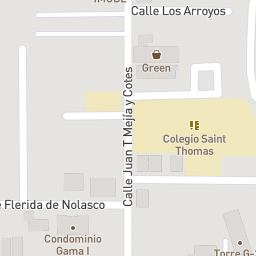 Calle Los Arroyos
Green
Calle Juan T Mejía y Cotes
Colegio Saint
Thomas
Flerida de Nolasco
Condominio
Gama I
Torre G-